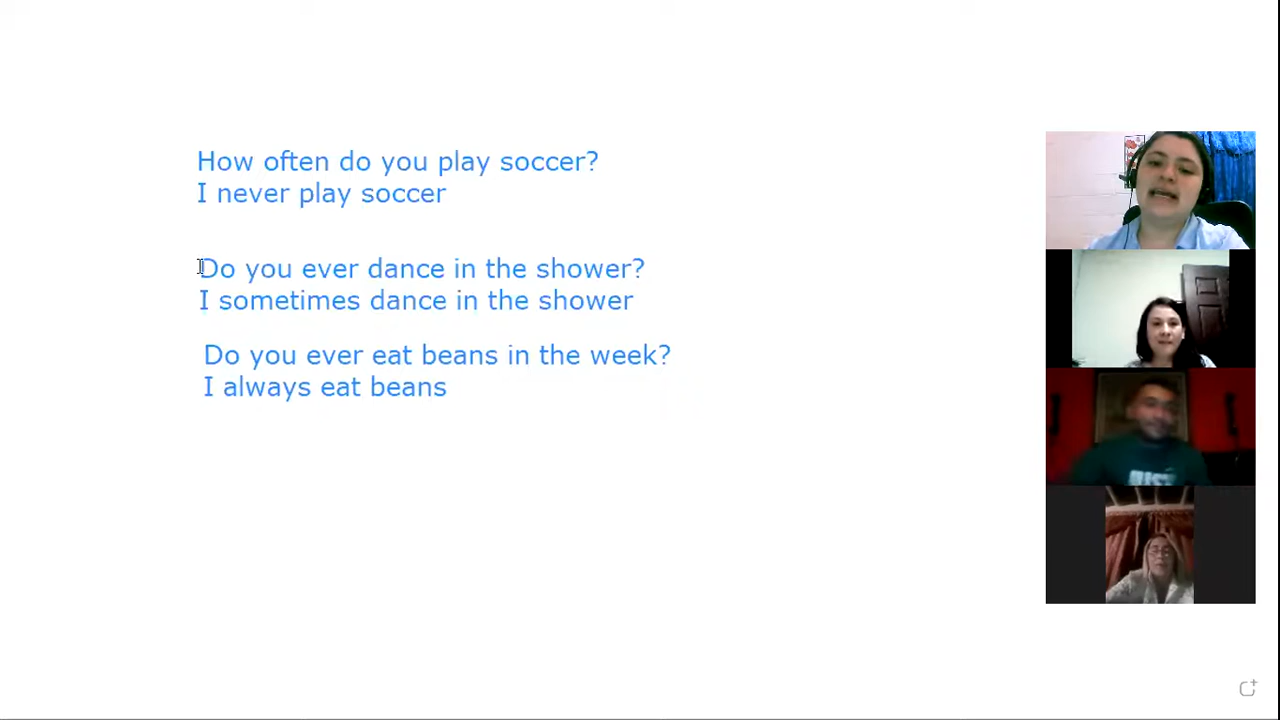 How often do you play soccer?
I never play soccer
Do you ever dance in the shower?
I sometimes dance in the shower
Do you ever eat beans in the week?
I always eat beans